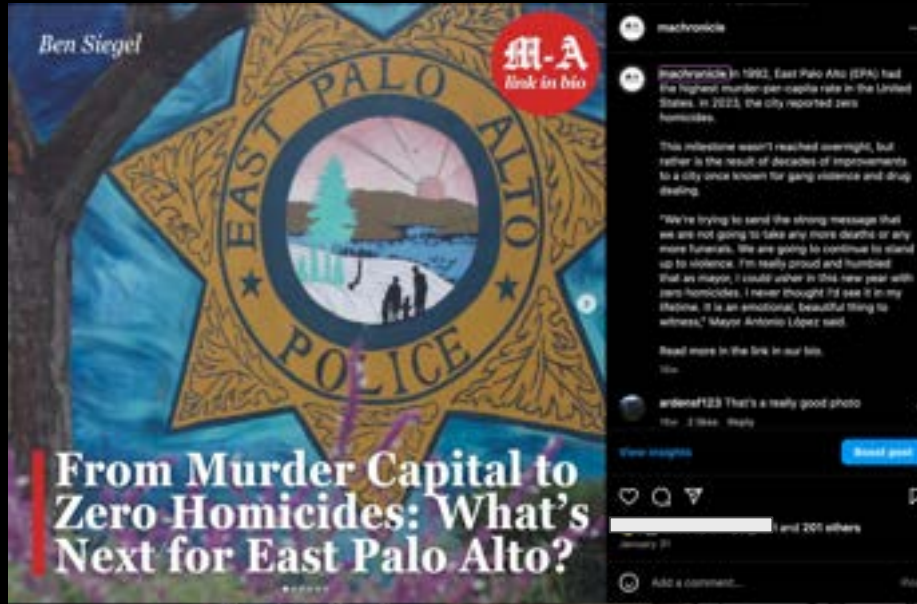 Ben Siegel
M-A
link in bio
EAST PALO ALTO
POLICE
From Murder Capital to
Zero Homicides: What's
Next for East Palo Alto?
machronicle
machronicle In 1992, East Palo Alto (EPA) had
the highest murder-per-capita rate in the United
States. In 2023, the city reported zero
homicides.
This milestone wasn't reached overnight, but
rather is the result of decades of improvements
to a city once known for gang violence and drug
dealing.
"We're trying to send the strong message that
we are not going to take any more deaths or any
more funerals. We are going to continue to stand
up to violence. I'm really proud and humbled
that as mayor, I could usher in this new year with
zero homicides. I never thought I'd see it in my
lifetime. It is an emotional, beautiful thing to
witness," Mayor Antonio López said.
Read more in the link in our bio.
ardensf123 That's a really good photo
2 likes Reply
View insights
Boost post
and 201 others
January 31
Add a comment...